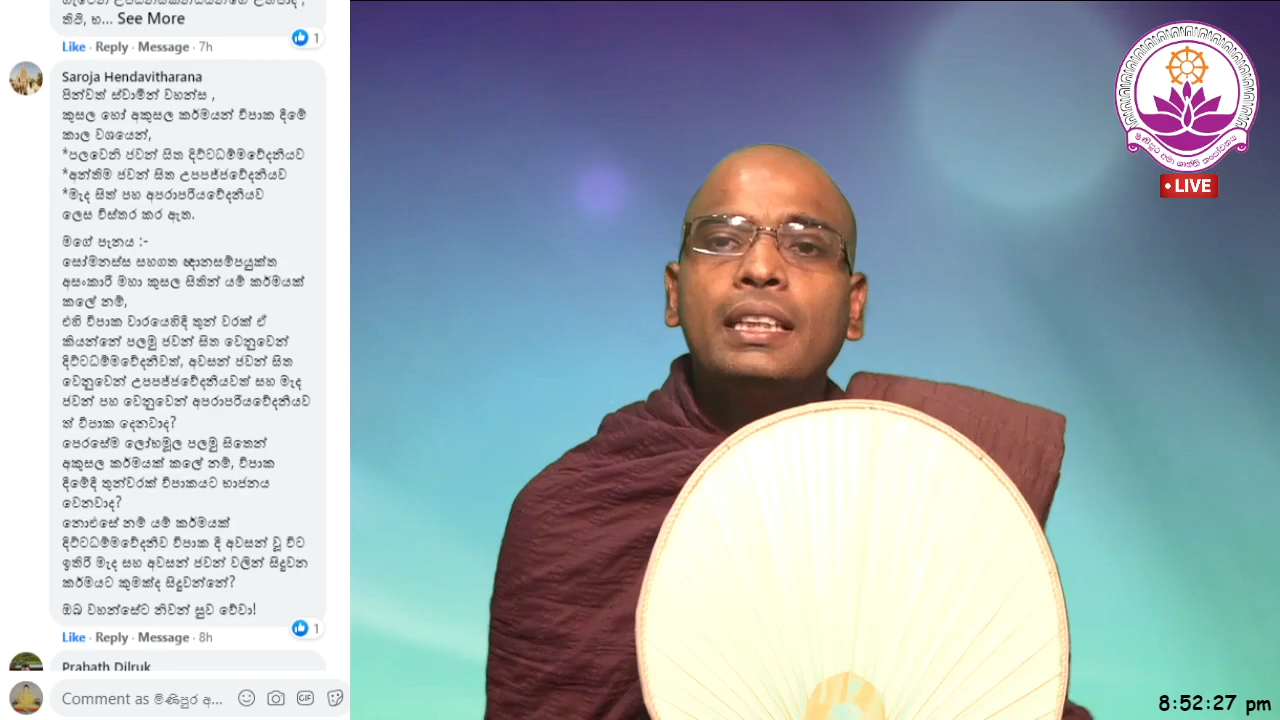 තිපි, භ... See More
Like · Reply · Message · 7h
1
Saroja Hendavitharana
පින්වත් ස්වාමීන් වහන්ස ,
කුසල හෝ අකුසල කර්මයන් විපාක දීමේ
කාල වශයෙන්,
*පලවෙනි ජවන් සිත දිට්ටධම්මවේදනීයව
*අන්තිම ජවන් සිත උපපජ්ජවේදනීයව
*මැද සිත් පහ අපරාපරියවේදනීයව
ලෙස විස්තර කර ඇත.
මගේ පැනය :-
සෝමනස්ස සහගත ඤානසම්පයුක්ත
අසංකාරී මහා කුසල සිතින් යම් කර්මයක්
කලේ නම්,
එහි විපාක වාරයෙහිදී තුන් වරක් ඒ
කියන්නේ පලමු ජවන් සිත වෙනුවෙන්
දිට්ටධම්මවේදනීවත්, අවසන් ජවන් සිත
වෙනුවෙන් උපපජ්ජවේදනීයවත් සහ මැද
ජවන් පහ වෙනුවෙන් අපරාපරියවේදනීයව
ත් විපාක දෙනවාද?
පෙරසේම ලෝභමූල පලමු සිතෙන්
අකුසල කර්මයක් කලේ නම්, විපාක
දීමේදී තුන්වරක් විපාකයට භාජනය
වෙනවාද?
නොඑසේ නම් යම් කර්මයක්
දිට්ටධම්මවේදනීව විපාක දී අවසන් වූ විට
ඉතිරි මැද සහ අවසන් ජවන් වලින් සිදුවන
කර්මයට කුමක්ද සිදුවන්නේ?
ඔබ වහන්සේට නිවන් සුව වේවා!
1
Like · Reply · Message · 8h
Prabath Dilruk
Comment as මිණිපුර අ...
GIF
• LIVE
8:52:27 pm